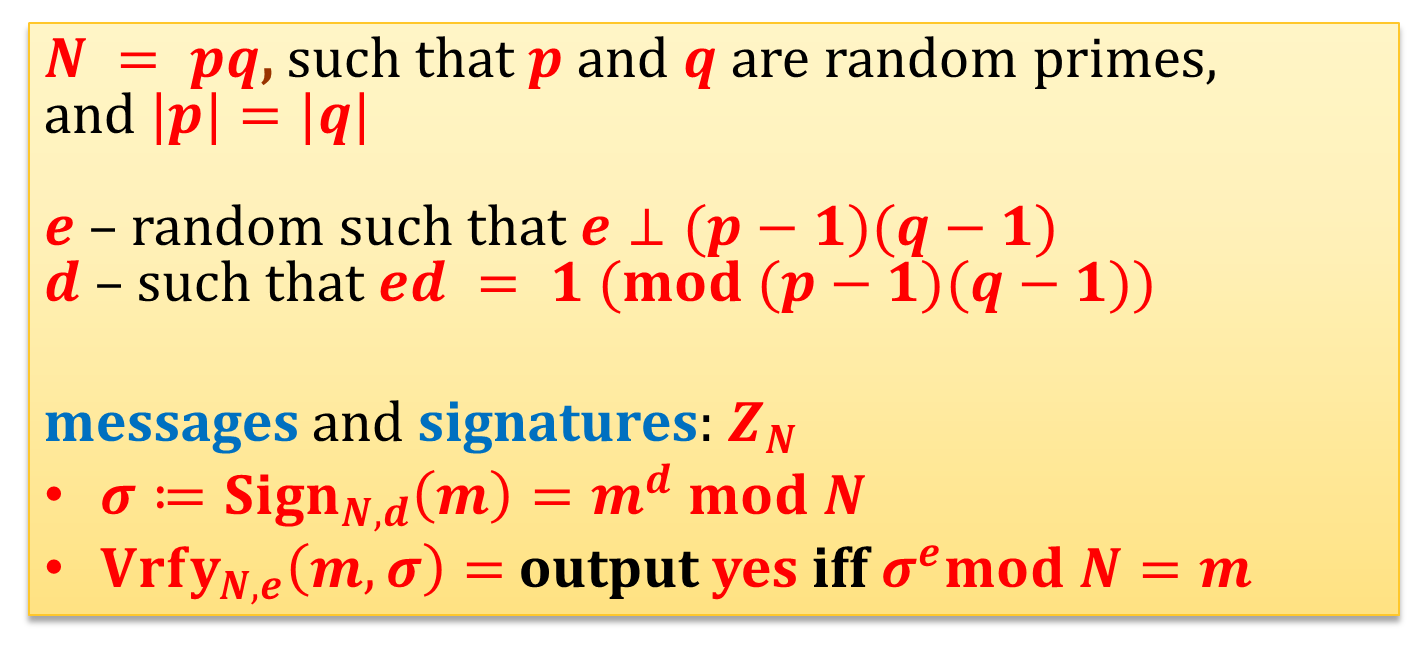 N = pq, such that p and q are random primes,
and |p| = |q|
e – random such that e ⊥ (p − 1)(q − 1)
d – such that ed = 1 (mod (p − 1)(q − 1))
messages and signatures: Z_N
• σ ≔ Sign_{N,d}(m) = m^d mod N
• Vrfy_{N,e}(m, σ) = output yes iff σ^e mod N = m